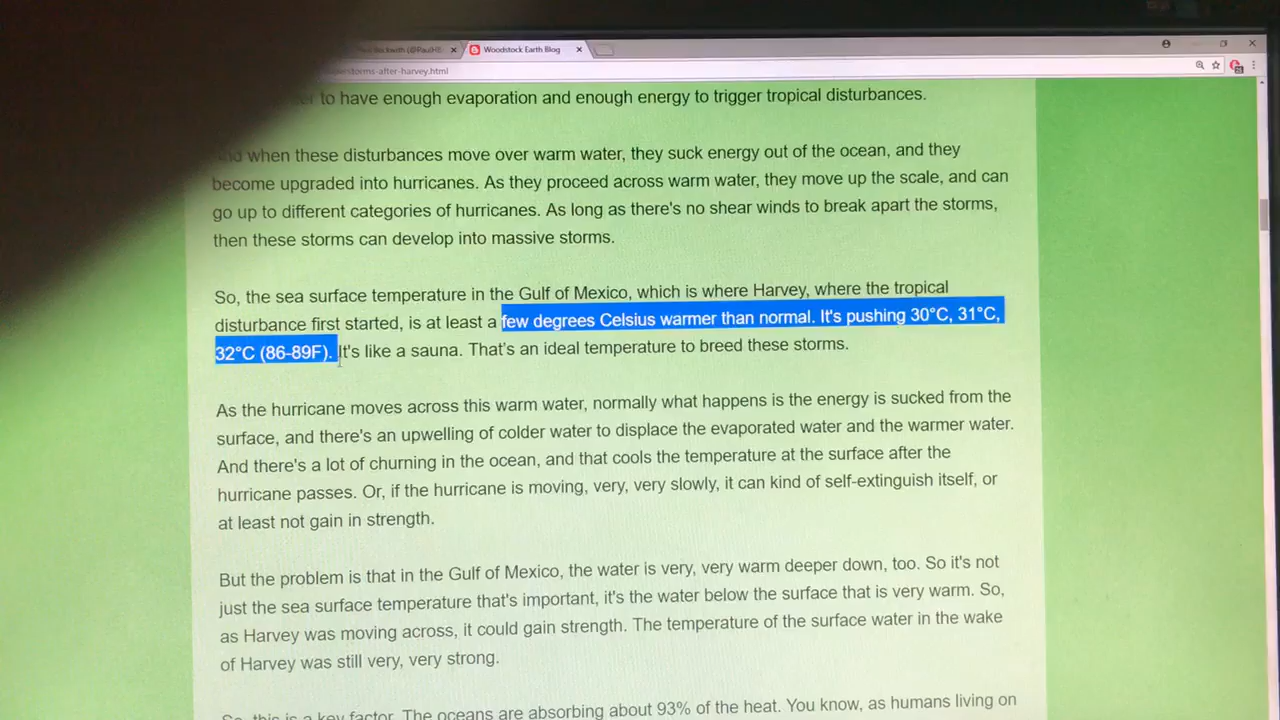 Woodstock Earth Blog
storms-after-harvey.html
to have enough evaporation and enough energy to trigger tropical disturbances.
when these disturbances move over warm water, they suck energy out of the ocean, and they
become upgraded into hurricanes. As they proceed across warm water, they move up the scale, and can
go up to different categories of hurricanes. As long as there's no shear winds to break apart the storms,
then these storms can develop into massive storms.
So, the sea surface temperature in the Gulf of Mexico, which is where Harvey, where the tropical
disturbance first started, is at least a few degrees Celsius warmer than normal. It's pushing 30°C, 31°C,
32°C (86-89F). It's like a sauna. That's an ideal temperature to breed these storms.
As the hurricane moves across this warm water, normally what happens is the energy is sucked from the
surface, and there's an upwelling of colder water to displace the evaporated water and the warmer water.
And there's a lot of churning in the ocean, and that cools the temperature at the surface after the
hurricane passes. Or, if the hurricane is moving, very, very slowly, it can kind of self-extinguish itself, or
at least not gain in strength.
But the problem is that in the Gulf of Mexico, the water is very, very warm deeper down, too. So it's not
just the sea surface temperature that's important, it's the water below the surface that is very warm. So,
as Harvey was moving across, it could gain strength. The temperature of the surface water in the wake
of Harvey was still very, very strong.
So, this is a key factor. The oceans are absorbing about 93% of the heat. You know, as humans living on